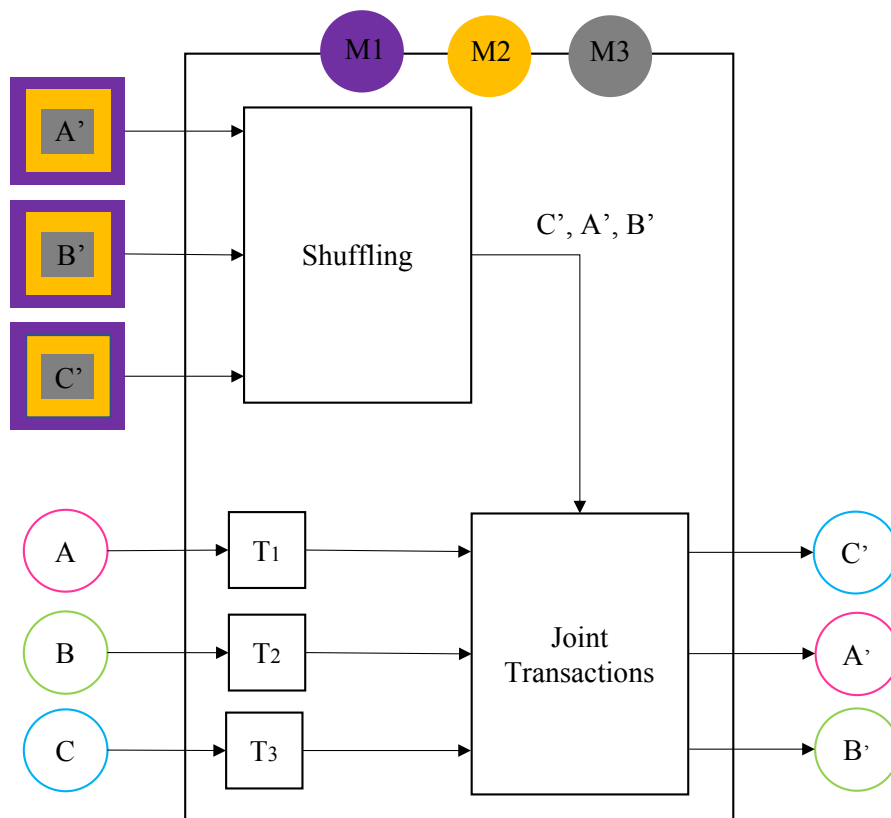 M1
M2
M3
A’
B’
C’
Shuffling
C’, A’, B’
A
B
C
T1
T2
T3
Joint
Transactions
C’
A’
B’